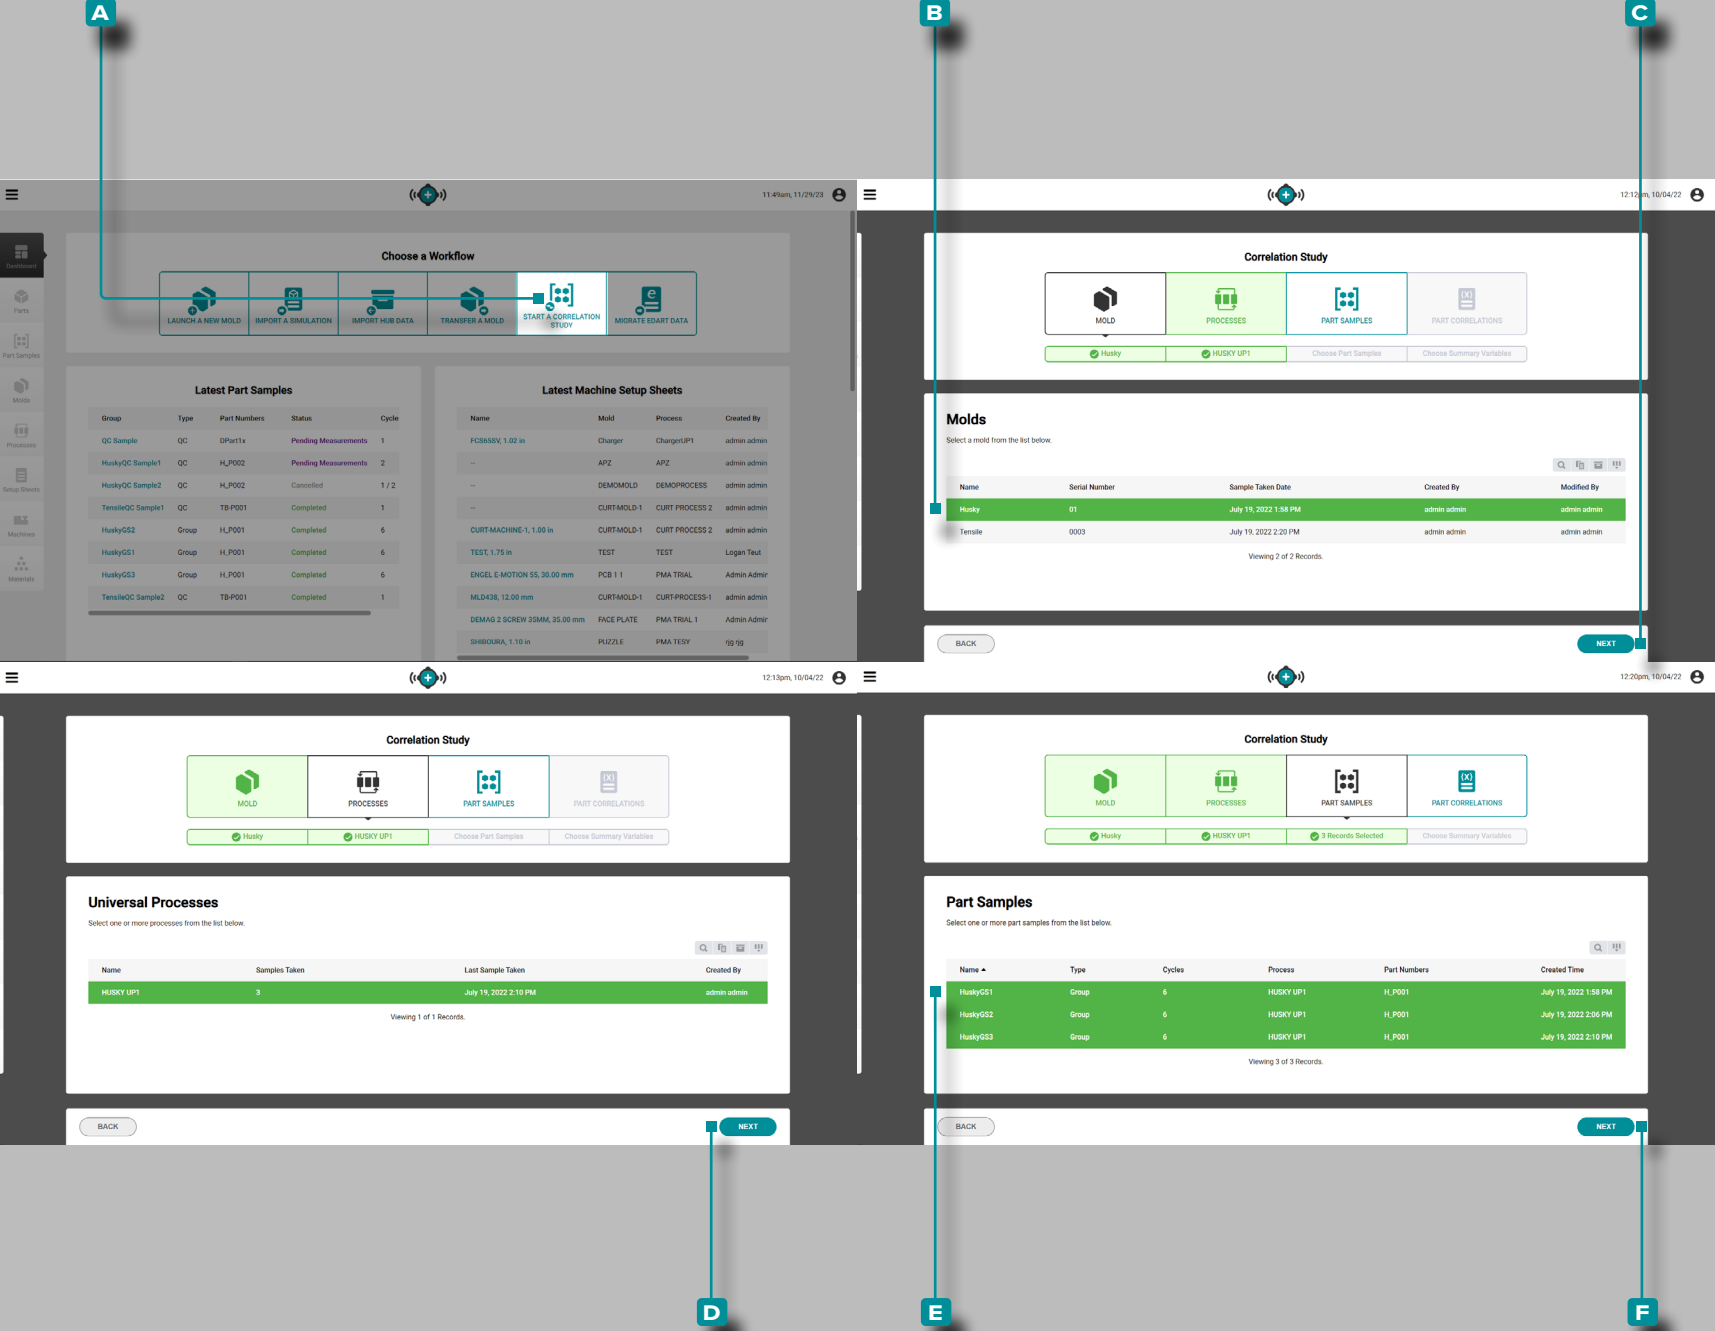 A
B
C
11:49am, 11/29/23
Dashboard
Parts
Part Samples
Molds
Processes
Setup Sheets
Machines
Materials
Choose a Workflow
LAUNCH A NEW MOLD
IMPORT A SIMULATION
IMPORT HUB DATA
TRANSFER A MOLD
START A CORRELATION
STUDY
MIGRATE EDART DATA
Latest Part Samples
Group Type Part Numbers Status Cycle
QC Sample QC DPart1x Pending Measurements 1
HuskyQC Sample1 QC H_P002 Pending Measurements 2
HuskyQC Sample2 QC H_P002 Cancelled 1 / 2
TensileQC Sample1 QC TB-P001 Completed 1
HuskyGS2 Group H_P001 Completed 6
HuskyGS1 Group H_P001 Completed 6
HuskyGS3 Group H_P001 Completed 6
TensileQC Sample2 QC TB-P001 Completed 1
Latest Machine Setup Sheets
Name Mold Process Created By
FCS65SV, 1.02 in Charger ChargerUP1 admin admin
-- APZ APZ admin admin
-- DEMOMOLD DEMOPROCESS admin admin
-- CURT-MOLD-1 CURT PROCESS 2 admin admin
CURT-MACHINE-1, 1.00 in CURT-MOLD-1 CURT PROCESS 2 admin admin
TEST, 1.75 in TEST TEST Logan Teut
ENGEL E-MOTION 55, 30.00 mm PCB 1 1 PMA TRIAL Admin Admin
MLD438, 12.00 mm CURT-MOLD-1 CURT-PROCESS-1 admin admin
DEMAG 2 SCREW 35MM, 35.00 mm FACE PLATE PMA TRIAL 1 Admin Admin
SHIBOURA, 1.10 in PUZZLE PMA TESY rjg rjg
12:12pm, 10/04/22
Correlation Study
MOLD PROCESSES PART SAMPLES PART CORRELATIONS
Husky HUSKY UP1 Choose Part Samples Choose Summary Variables
Molds
Select a mold from the list below.
Name Serial Number Sample Taken Date Created By Modified By
Husky 01 July 19, 2022 1:58 PM admin admin admin admin
Tensile 0003 July 19, 2022 2:20 PM admin admin admin admin
Viewing 2 of 2 Records.
BACK NEXT
12:13pm, 10/04/22
Correlation Study
MOLD PROCESSES PART SAMPLES PART CORRELATIONS
Husky HUSKY UP1 Choose Part Samples Choose Summary Variables
Universal Processes
Select one or more processes from the list below.
Name Samples Taken Last Sample Taken Created By
HUSKY UP1 3 July 19, 2022 2:10 PM admin admin
Viewing 1 of 1 Records.
BACK NEXT
12:20pm, 10/04/22
Correlation Study
MOLD PROCESSES PART SAMPLES PART CORRELATIONS
Husky HUSKY UP1 3 Records Selected Choose Summary Variables
Part Samples
Select one or more part samples from the list below.
Name Type Cycles Process Part Numbers Created Time
HuskyGS1 Group 6 HUSKY UP1 H_P001 July 19, 2022 1:58 PM
HuskyGS2 Group 6 HUSKY UP1 H_P001 July 19, 2022 2:06 PM
HuskyGS3 Group 6 HUSKY UP1 H_P001 July 19, 2022 2:10 PM
Viewing 3 of 3 Records.
BACK NEXT
D
E
F